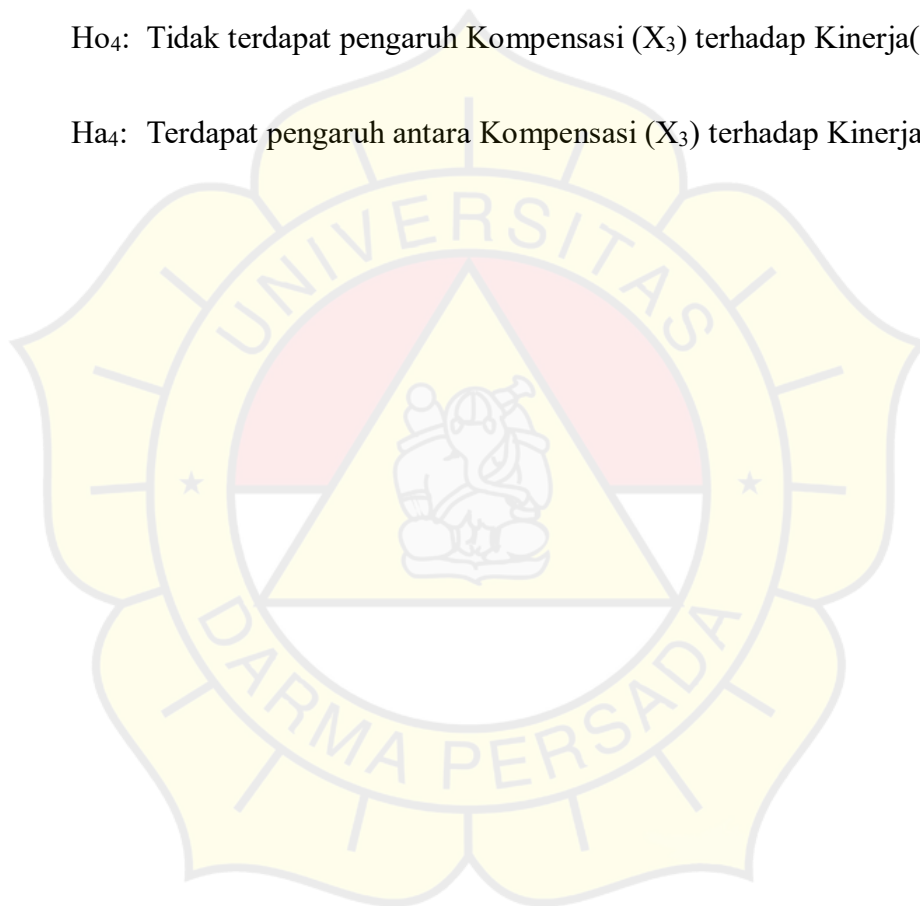 Ho₄: Tidak terdapat pengaruh Kompensasi (X₃) terhadap Kinerja(
Ha₄: Terdapat pengaruh antara Kompensasi (X₃) terhadap Kinerja
UNIVERSITAS
DARMA PERSADA